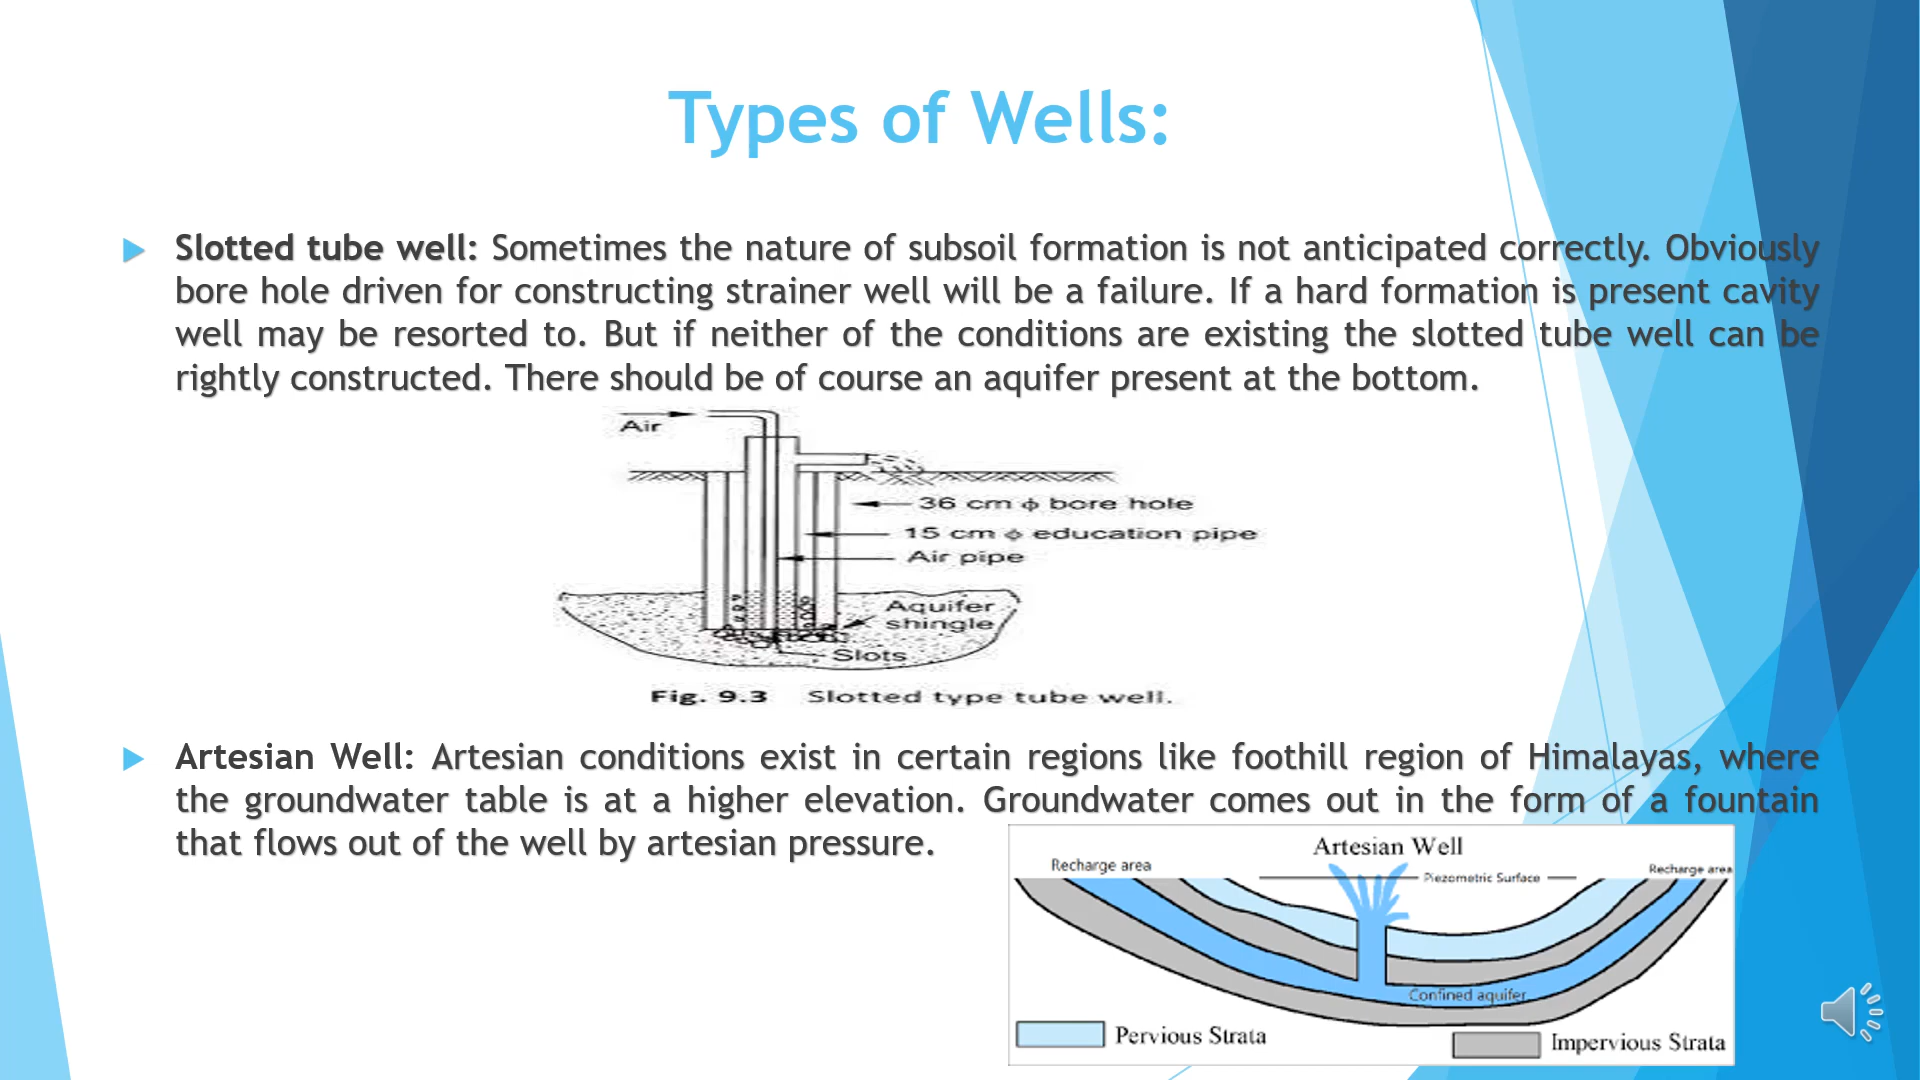 Types of Wells:
Slotted tube well: Sometimes the nature of subsoil formation is not anticipated correctly. Obviously
bore hole driven for constructing strainer well will be a failure. If a hard formation is present cavity
well may be resorted to. But if neither of the conditions are existing the slotted tube well can be
rightly constructed. There should be of course an aquifer present at the bottom.
Air
36 cm ϕ bore hole
15 cm ϕ education pipe
Air pipe
Aquifer
shingle
Slots
Fig. 9.3 Slotted type tube well.
Artesian Well: Artesian conditions exist in certain regions like foothill region of Himalayas, where
the groundwater table is at a higher elevation. Groundwater comes out in the form of a fountain
that flows out of the well by artesian pressure.
Artesian Well
Recharge area
Piezometric Surface
Recharge area
Confined aquifer
Pervious Strata
Impervious Strata